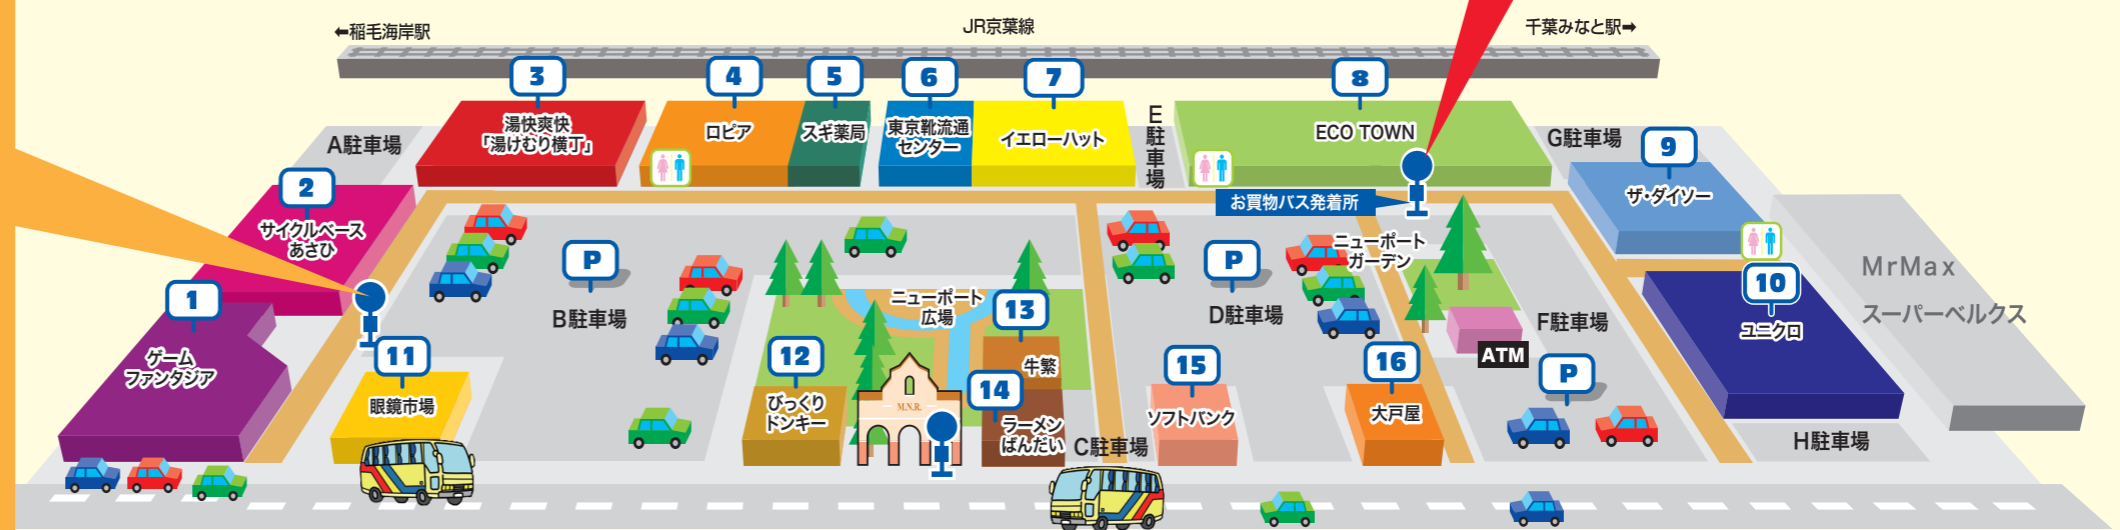 ←稲毛海岸駅
JR京葉線
千葉みなと駅→
3
4
5
6
7
8
湯快爽快
「湯けむり横丁」
ロピア
スギ薬局
東京靴流通
センター
イエローハット
E
駐
車
場
ECO TOWN
A駐車場
G駐車場
9
ザ・ダイソー
2
サイクルベース
あさひ
お買物バス発着所
P
B駐車場
P
D駐車場
ニューポート
ガーデン
MrMax
スーパーベルクス
1
ゲーム
ファンタジア
10
ユニクロ
ニューポート
広場
13
牛繁
F駐車場
ATM
P
11
眼鏡市場
12
びっくり
ドンキー
M.N.R.
14
ラーメン
ばんだい
C駐車場
15
ソフトバンク
16
大戸屋
H駐車場